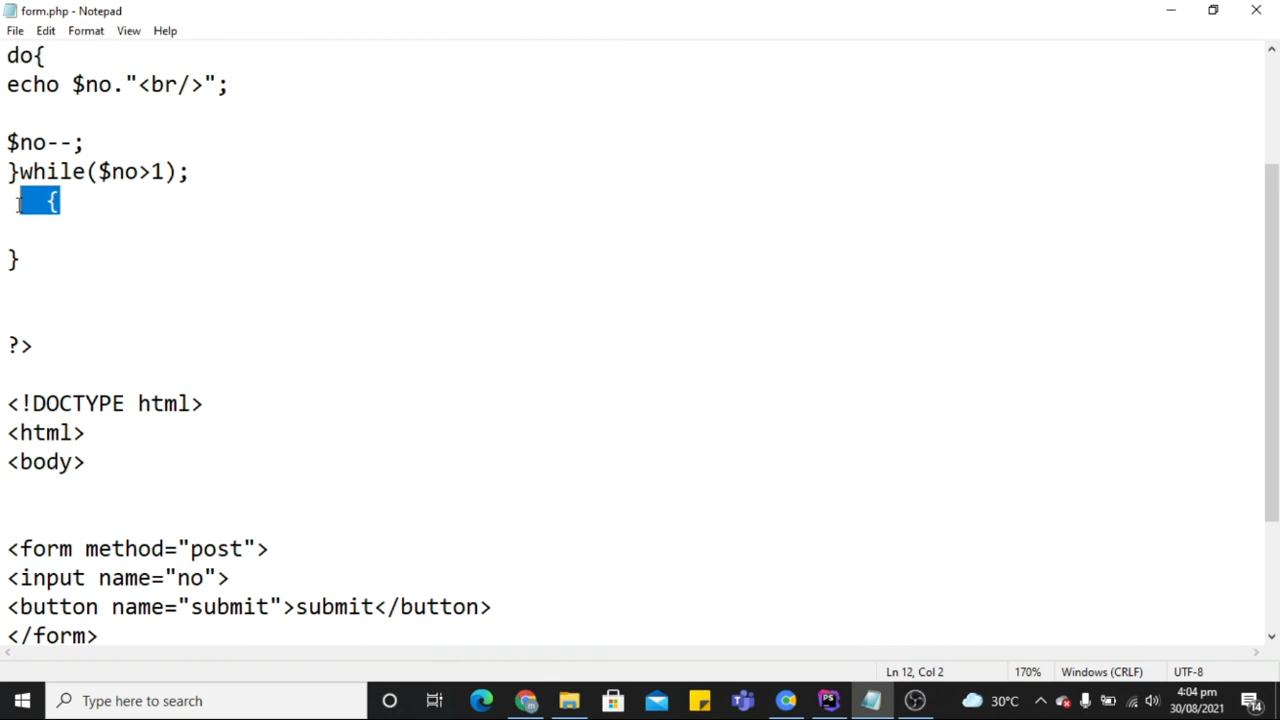 form.php - Notepad
File Edit Format View Help
do{
echo $no."<br/>";
$no--;
}while($no>1);
{
}
?>
<!DOCTYPE html>
<html>
<body>
<form method="post">
<input name="no">
<button name="submit">submit</button>
</form>
Ln 12, Col 2 170% Windows (CRLF) UTF-8
Type here to search
30°C
4:04 pm
30/08/2021
14